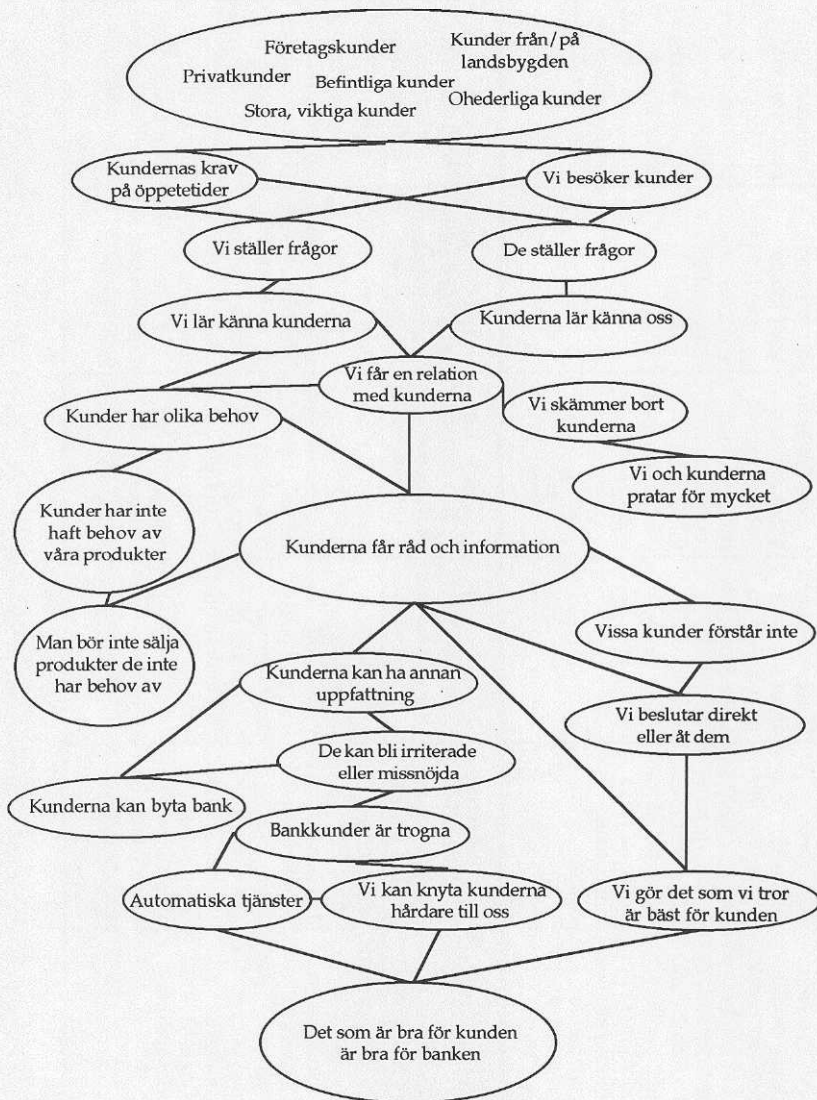 Företagskunder
Kunder från/på
landsbygden
Privatkunder
Befintliga kunder
Stora, viktiga kunder
Ohederliga kunder
Kundernas krav
på öppetetider
Vi besöker kunder
Vi ställer frågor
De ställer frågor
Vi lär känna kunderna
Kunderna lär känna oss
Vi får en relation
med kunderna
Kunder har olika behov
Vi skämmer bort
kunderna
Vi och kunderna
pratar för mycket
Kunder har inte
haft behov av
våra produkter
Kunderna får råd och information
Man bör inte sälja
produkter de inte
har behov av
Vissa kunder förstår inte
Kunderna kan ha annan
uppfattning
Vi beslutar direkt
eller åt dem
De kan bli irriterade
eller missnöjda
Kunderna kan byta bank
Bankkunder är trogna
Automatiska tjänster
Vi kan knyta kunderna
hårdare till oss
Vi gör det som vi tror
är bäst för kunden
Det som är bra för kunden
är bra för banken